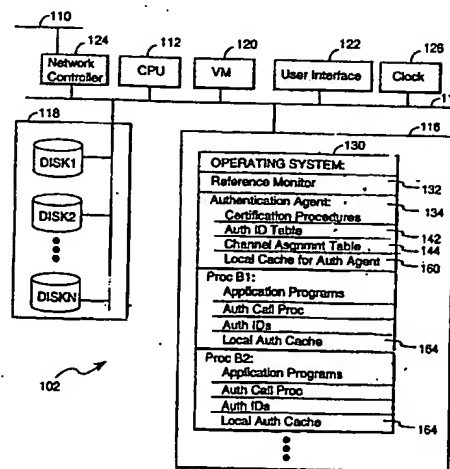 110
124
112
120
122
126
Network
Controller
CPU
VM
User Interface
Clock
118
116
DISK1
DISK2
DISKN
102
130
OPERATING SYSTEM:
Reference Monitor
132
Authentication Agent:
134
Certification Procedures
Auth ID Table
142
Channel Asgnmnt Table
144
Local Cache for Auth Agent
160
Proc B1:
Application Programs
Auth Call Proc
Auth IDs
Local Auth Cache
164
Proc B2:
Application Programs
Auth Call Proc
Auth IDs
Local Auth Cache
164